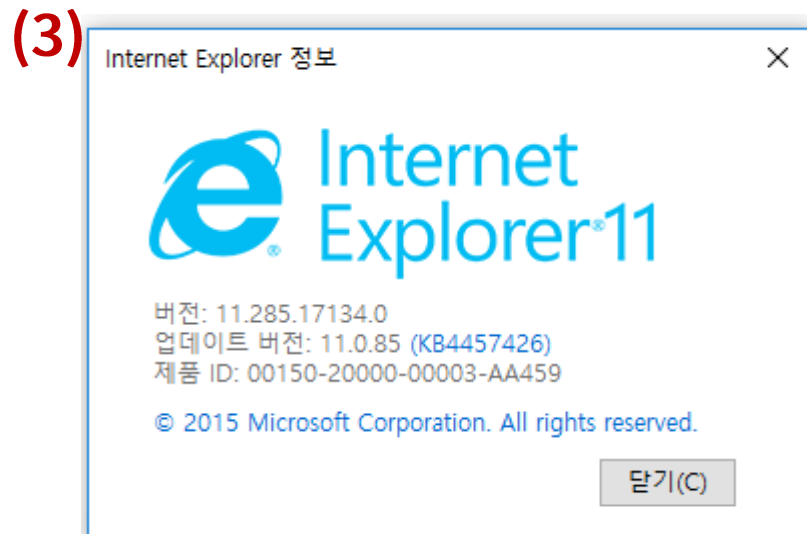 (3)
Internet Explorer 정보
Internet
Explorer®11
버전: 11.285.17134.0
업데이트 버전: 11.0.85 (KB4457426)
제품 ID: 00150-20000-00003-AA459
© 2015 Microsoft Corporation. All rights reserved.
닫기(C)